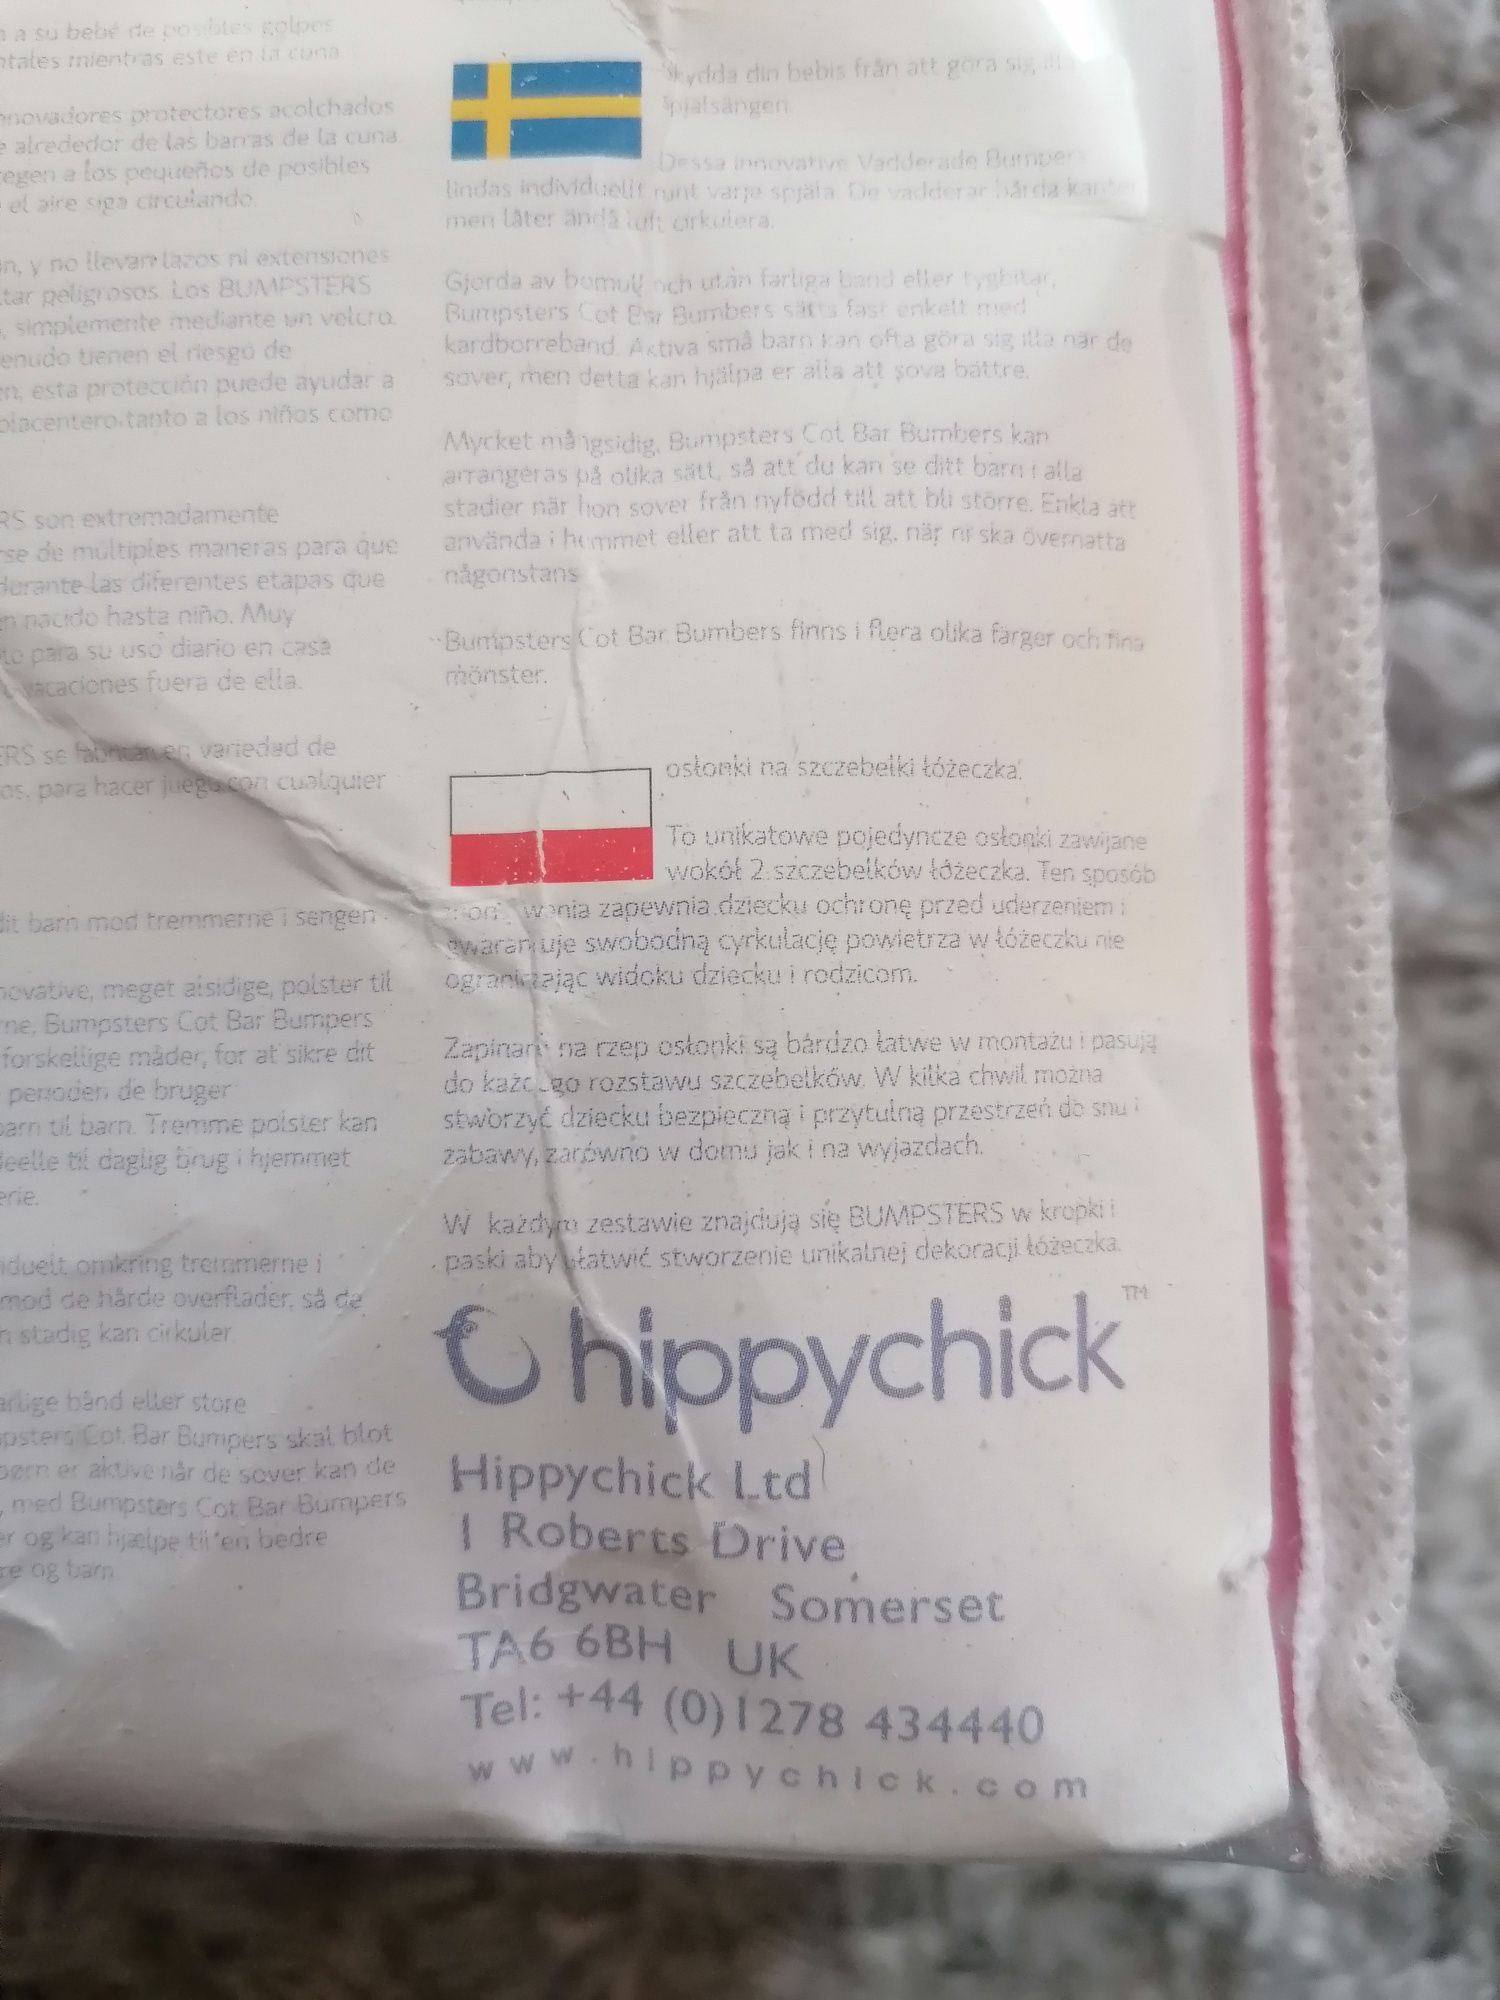 n a su bebé de posibles golpes
ntales mientras este en la cuna
nnovadores protectores acolchados
e alrededor de las barras de la cuna.
tegen a los pequeños de posibles
el aire siga circulando.
n, y no llevan lazos ni extensiones
tar peligrosos. Los BUMPSTERS
, simplemente mediante un velcro.
enudo tienen el riesgo de
en, esta protección puede ayudar a
placentero tanto a los niños como
RS son extremadamente
rse de múltiples maneras para que
durante las diferentes etapas que
n nacido hasta niño. Muy
to para su uso diario en casa
vacaciones fuera de ella.
ERS se fabrican en variedad de
os, para hacer juego con cualquier
dit barn mod tremmerne i sengen
novative, meget alsidige, polster til
rne. Bumpsters Cot Bar Bumpers
forskellige måder, for at sikre dit
perioden de bruger
barn til barn. Tremme polster kan
deelle til daglig brug i hjemmet
erie.
iduelt omkring tremmerne i
mod de hårde overflader, så de
n stadig kan cirkuler
arlige bånd eller store
psters Cot Bar Bumpers skal blot
børn er aktive når de sover kan de
, med Bumpsters Cot Bar Bumpers
er og kan hjælpe til en bedre
re og barn
Skydda din bebis från att göra sig illa
spjälsängen.
Dessa innovative Vadderade Bumpers
lindas individuellt runt varje spjäla. De vadderar hårda kanter
men låter ändå luft cirkulera.
Gjorda av bomull och utan farliga band eller tygbitar,
Bumpsters Cot Bar Bumbers sätts fast enkelt med
kardborreband. Aktiva små barn kan ofta göra sig illa när de
sover, men detta kan hjälpa er alla att sova bättre.
Mycket mångsidig, Bumpsters Cot Bar Bumbers kan
arrangeras på olika sätt, så att du kan se ditt barn i alla
stadier när hon sover från nyfödd till att bli större. Enkla att
använda i hemmet eller att ta med sig, när ni ska övernatta
någonstans
Bumpsters Cot Bar Bumbers finns i flera olika färger och fina
mönster.
osłonki na szczebelki łóżeczka.
To unikatowe pojedyncze osłonki zawijane
wokół 2 szczebelków łóżeczka. Ten sposób
montowania zapewnia dziecku ochronę przed uderzeniem i
gwarantuje swobodną cyrkulację powietrza w łóżeczku nie
ograniczając widoku dziecku i rodzicom.
Zapinane na rzep osłonki są bardzo łatwe w montażu i pasują
do każdego rozstawu szczebelków. W kilka chwil można
stworzyć dziecku bezpieczną i przytulną przestrzeń do snu i
zabawy, zarówno w domu jak i na wyjazdach.
W każdym zestawie znajdują się BUMPSTERS w kropki i
paski aby ułatwić stworzenie unikalnej dekoracji łóżeczka.
hippychick™
Hippychick Ltd
1 Roberts Drive
Bridgwater Somerset
TA6 6BH UK
Tel: +44 (0)1278 434440
www.hippychick.com